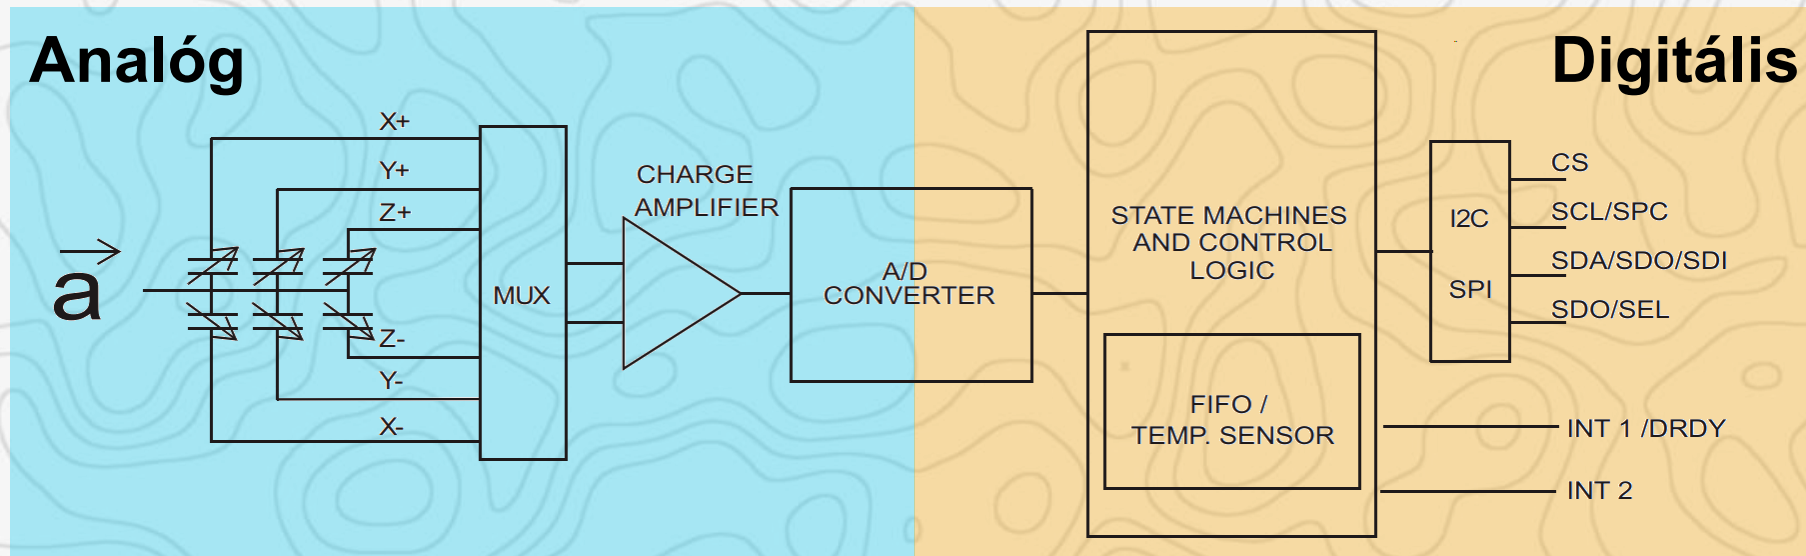 Analóg
Digitális
X+
Y+
Z+
a
Z-
Y-
X-
MUX
CHARGE
AMPLIFIER
A/D
CONVERTER
STATE MACHINES
AND CONTROL
LOGIC
FIFO /
TEMP. SENSOR
I2C
SPI
CS
SCL/SPC
SDA/SDO/SDI
SDO/SEL
INT 1 /DRDY
INT 2